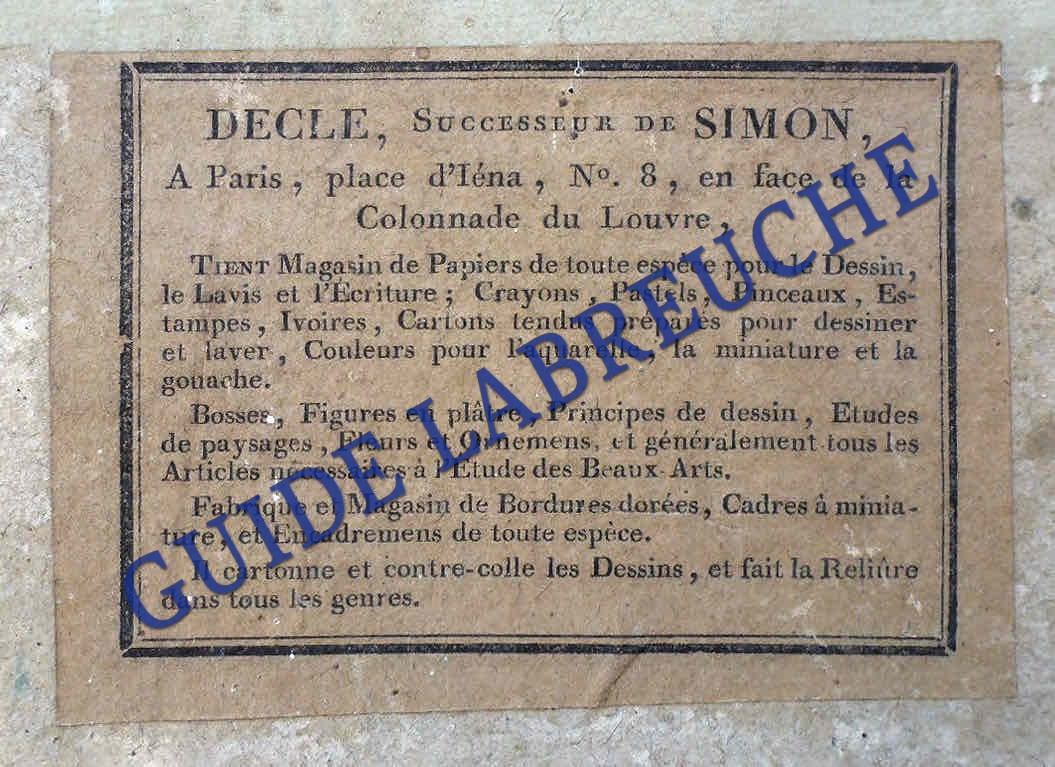 DECLE, SUCCESSEUR DE SIMON,
A Paris, place d'Iéna, No. 8, en face de la
Colonnade du Louvre,
TIENT Magasin de Papiers de toute espèce pour le Dessin,
le Lavis et l'Ecriture; Crayons, Pastels, Pinceaux, Es-
tampes, Ivoires, Cartons tendus préparés pour dessiner
et laver, Couleurs pour l'aquarelle, la miniature et la
gouache.
Bosses, Figures en plâtre, Principes de dessin, Etudes
de paysages, Fleurs et Ornemens, et généralement tous les
Articles nécessaires à l'Etude des Beaux-Arts.
Fabrique et Magasin de Bordures dorées, Cadres à minia-
ture, et Encadremens de toute espèce.
Il cartonne et contre-colle les Dessins, et fait la Reliûre
dans tous les genres.
GUIDE LABREUCHE